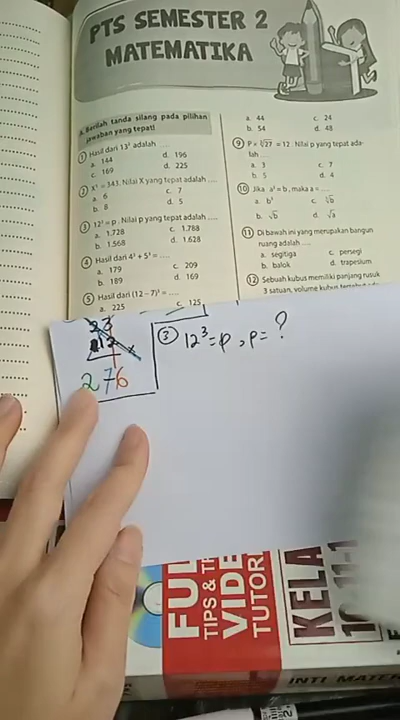 PTS SEMESTER 2
MATEMATIKA
A. Berilah tanda silang pada pilihan
jawaban yang tepat!
1 Hasil dari 13² adalah ....
a. 144
d. 196
c. 169
d. 225
2 X³ = 343. Nilai X yang tepat adalah ....
a. 6
c. 7
b. 8
d. 5
3 12³ = p. Nilai p yang tepat adalah ....
a. 1.728
c. 1.788
b. 1.568
d. 1.628
4 Hasil dari 4³ + 5³ = ....
a. 179
c. 209
b. 189
d. 169
5 Hasil dari (12 – 7)³ = ....
a. 225
c. 125
a. 44
c. 24
b. 54
d. 48
9 P × ∛27 = 12. Nilai p yang tepat ada-
lah ....
a. 3
c. 7
b. 5
d. 4
10 Jika a³ = b, maka a = ....
a. b³
c. ∛b
b. √b
d. √a
11 Di bawah ini yang merupakan bangun
ruang adalah ....
a. segitiga
c. persegi
b. balok
d. trapesium
12 Sebuah kubus memiliki panjang rusuk
3 satuan, volume kubus
23
12 x
276
3 12³ = p, p = ?
FUL
TIPS & TR
VIDE
TUTOR
KELA
INTI MATE